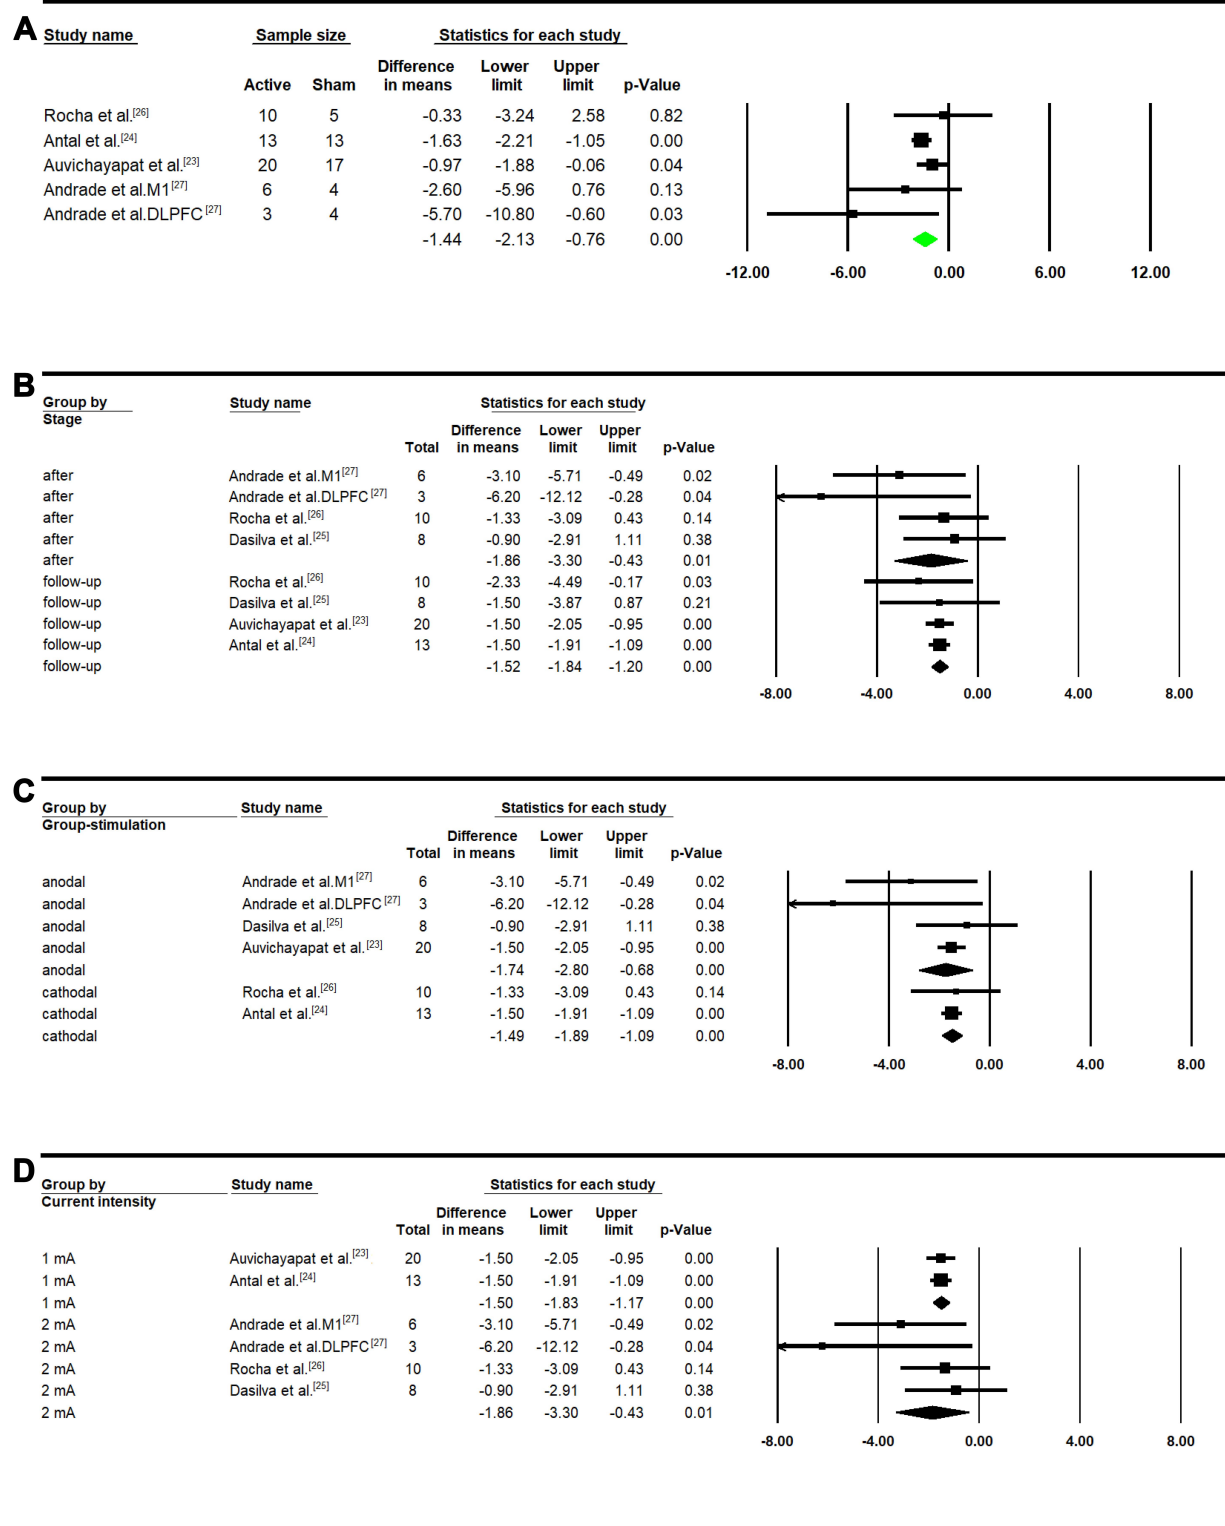 A
Study name Sample size Statistics for each study
Difference Lower Upper
Active Sham in means limit limit p-Value
Rocha et al.[26] 10 5 -0.33 -3.24 2.58 0.82
Antal et al.[24] 13 13 -1.63 -2.21 -1.05 0.00
Auvichayapat et al.[23] 20 17 -0.97 -1.88 -0.06 0.04
Andrade et al.M1[27] 6 4 -2.60 -5.96 0.76 0.13
Andrade et al.DLPFC[27] 3 4 -5.70 -10.80 -0.60 0.03
-1.44 -2.13 -0.76 0.00
-12.00 -6.00 0.00 6.00 12.00
B
Group by Study name Statistics for each study
Stage
Difference Lower Upper
Total in means limit limit p-Value
after Andrade et al.M1[27] 6 -3.10 -5.71 -0.49 0.02
after Andrade et al.DLPFC[27] 3 -6.20 -12.12 -0.28 0.04
after Rocha et al.[26] 10 -1.33 -3.09 0.43 0.14
after Dasilva et al.[25] 8 -0.90 -2.91 1.11 0.38
after -1.86 -3.30 -0.43 0.01
follow-up Rocha et al.[26] 10 -2.33 -4.49 -0.17 0.03
follow-up Dasilva et al.[25] 8 -1.50 -3.87 0.87 0.21
follow-up Auvichayapat et al.[23] 20 -1.50 -2.05 -0.95 0.00
follow-up Antal et al.[24] 13 -1.50 -1.91 -1.09 0.00
follow-up -1.52 -1.84 -1.20 0.00
-8.00 -4.00 0.00 4.00 8.00
C
Group by Study name Statistics for each study
Group-stimulation
Difference Lower Upper
Total in means limit limit p-Value
anodal Andrade et al.M1[27] 6 -3.10 -5.71 -0.49 0.02
anodal Andrade et al.DLPFC[27] 3 -6.20 -12.12 -0.28 0.04
anodal Dasilva et al.[25] 8 -0.90 -2.91 1.11 0.38
anodal Auvichayapat et al.[23] 20 -1.50 -2.05 -0.95 0.00
anodal -1.74 -2.80 -0.68 0.00
cathodal Rocha et al.[26] 10 -1.33 -3.09 0.43 0.14
cathodal Antal et al.[24] 13 -1.50 -1.91 -1.09 0.00
cathodal -1.49 -1.89 -1.09 0.00
-8.00 -4.00 0.00 4.00 8.00
D
Group by Study name Statistics for each study
Current intensity
Difference Lower Upper
Total in means limit limit p-Value
1 mA Auvichayapat et al.[23] 20 -1.50 -2.05 -0.95 0.00
1 mA Antal et al.[24] 13 -1.50 -1.91 -1.09 0.00
1 mA -1.50 -1.83 -1.17 0.00
2 mA Andrade et al.M1[27] 6 -3.10 -5.71 -0.49 0.02
2 mA Andrade et al.DLPFC[27] 3 -6.20 -12.12 -0.28 0.04
2 mA Rocha et al.[26] 10 -1.33 -3.09 0.43 0.14
2 mA Dasilva et al.[25] 8 -0.90 -2.91 1.11 0.38
2 mA -1.86 -3.30 -0.43 0.01
-8.00 -4.00 0.00 4.00 8.00